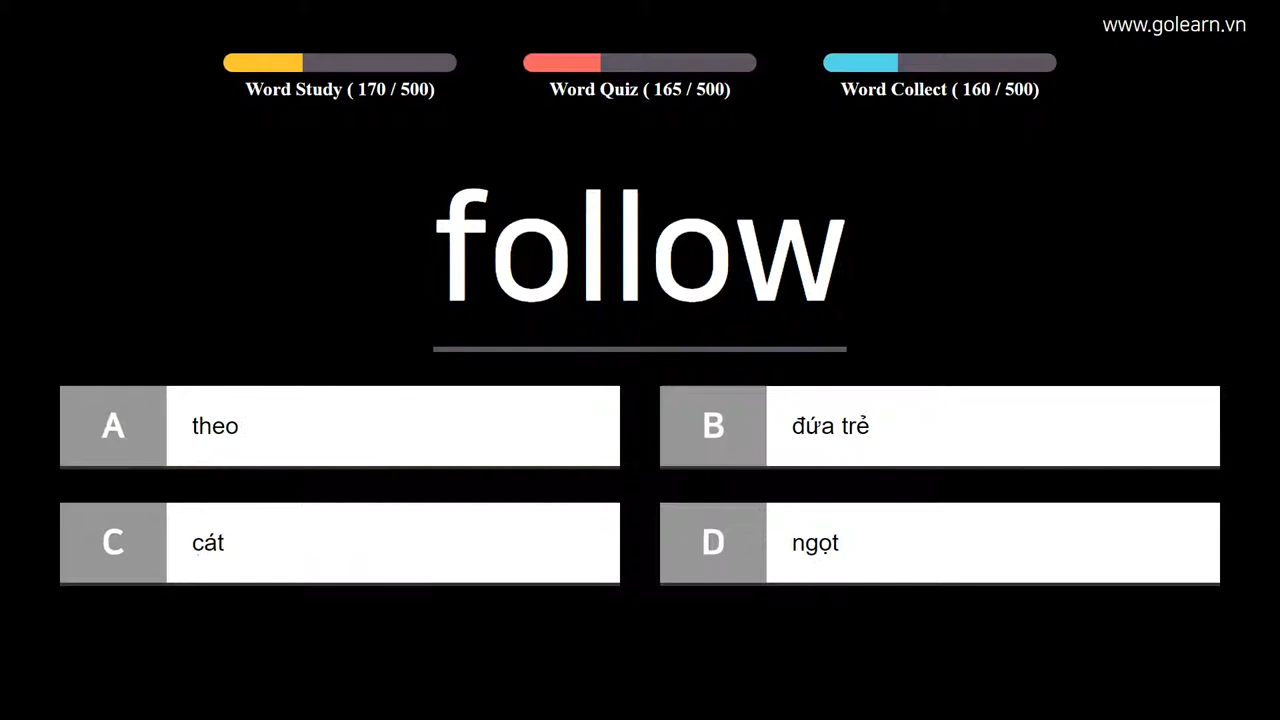 www.golearn.vn
Word Study ( 170 / 500)
Word Quiz ( 165 / 500)
Word Collect ( 160 / 500)
follow
A theo
B đứa trẻ
C cát
D ngọt